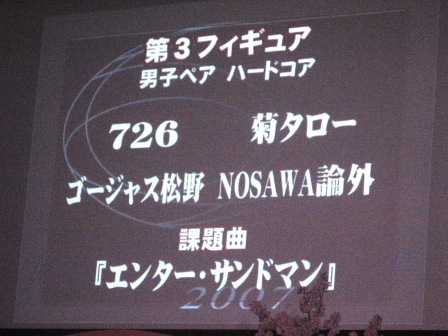 第3フィギュア
男子ペア ハードコア
726 菊タロー
ゴージャス松野 NOSAWA論外
課題曲
『エンター・サンドマン』
2007